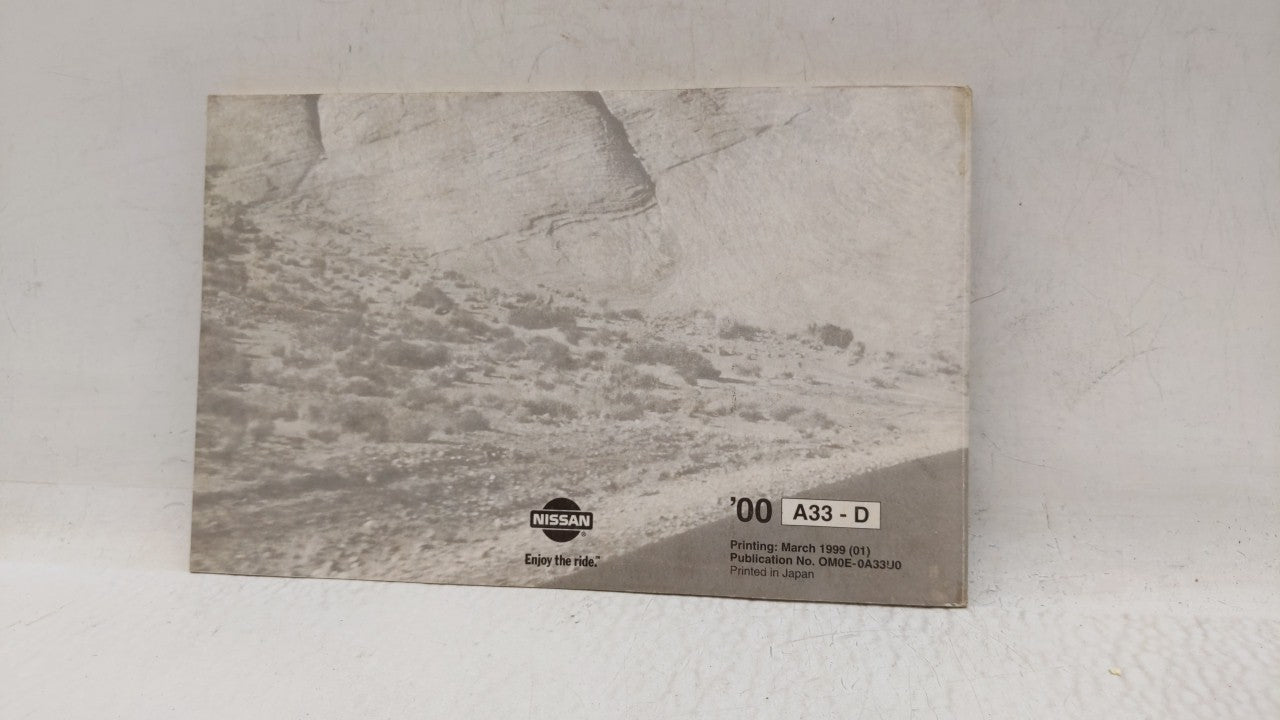 NISSAN
Enjoy the ride.™
'00 A33 - D
Printing: March 1999 (01)
Publication No. OM0E-0A33U0
Printed in Japan